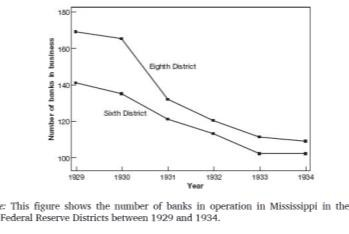 180
160
140
120
100
Number of banks in business
Eighth District
Sixth District
1929 1930 1931 1932 1933 1934
Year
e: This figure shows the number of banks in operation in Mississippi in the
Federal Reserve Districts between 1929 and 1934.